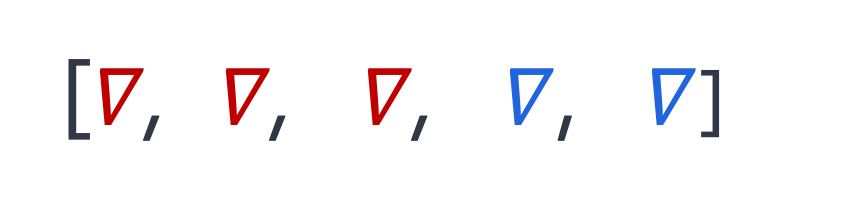 [∇, ∇, ∇, ∇, ∇]